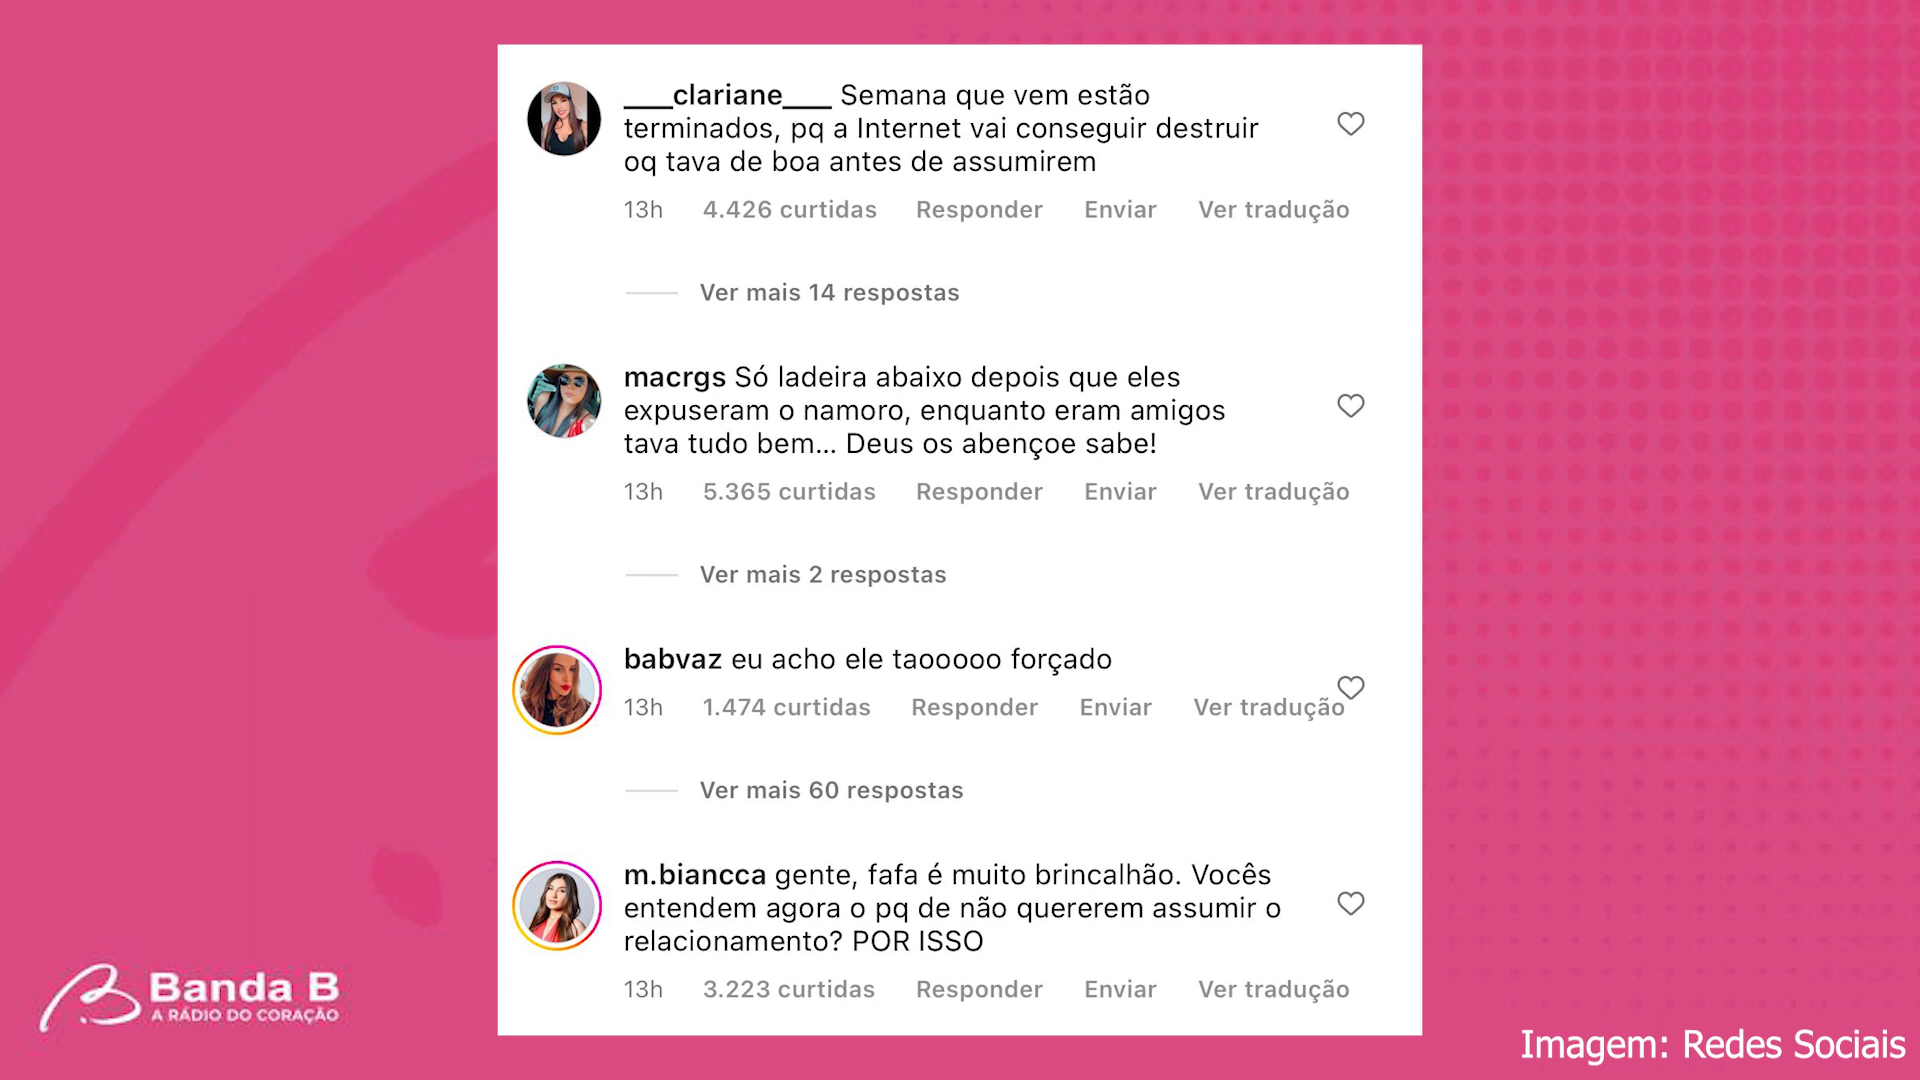 ___clariane___ Semana que vem estão
terminados, pq a Internet vai conseguir destruir
oq tava de boa antes de assumirem
13h 4.426 curtidas Responder Enviar Ver tradução
Ver mais 14 respostas
macrgs Só ladeira abaixo depois que eles
expuseram o namoro, enquanto eram amigos
tava tudo bem... Deus os abençoe sabe!
13h 5.365 curtidas Responder Enviar Ver tradução
Ver mais 2 respostas
babvaz eu acho ele taooooo forçado
13h 1.474 curtidas Responder Enviar Ver tradução
Ver mais 60 respostas
m.biancca gente, fafa é muito brincalhão. Vocês
entendem agora o pq de não quererem assumir o
relacionamento? POR ISSO
13h 3.223 curtidas Responder Enviar Ver tradução
Banda B
A RÁDIO DO CORAÇÃO
Imagem: Redes Sociais